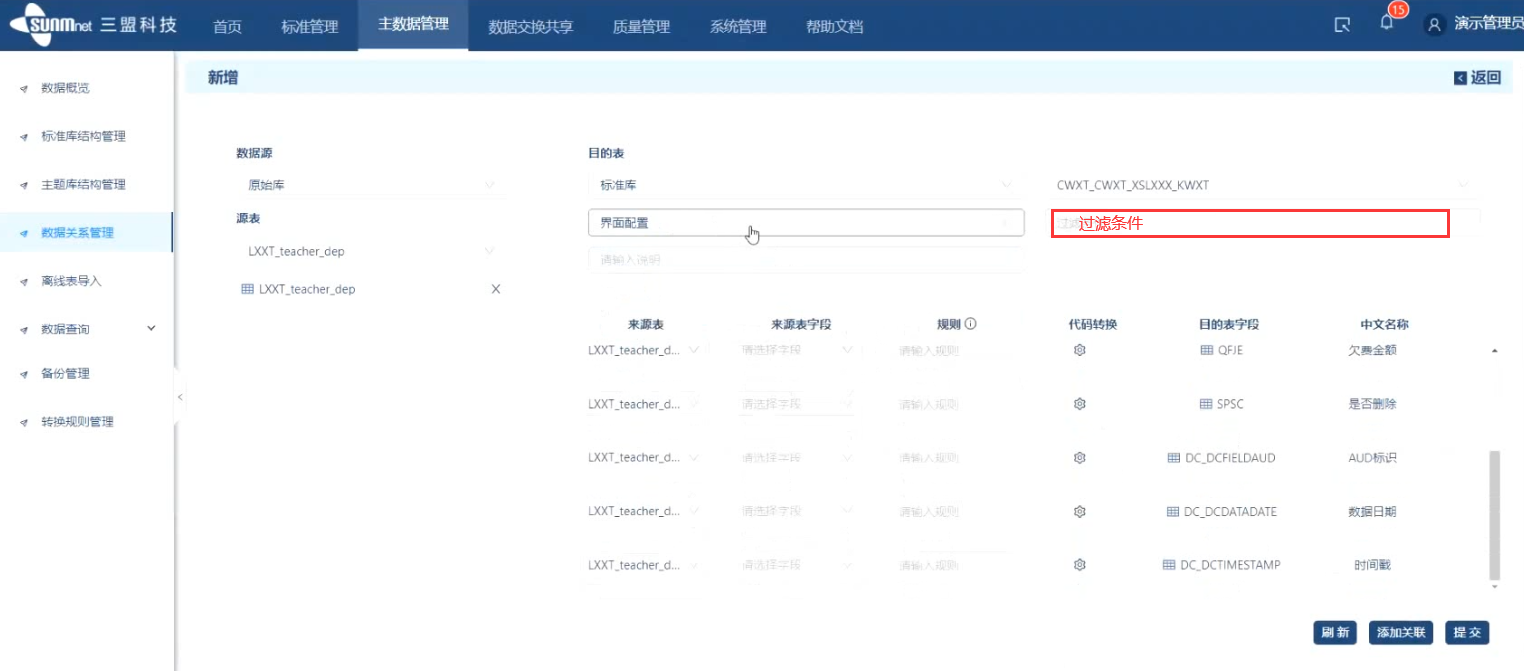 sunmnet 三盟科技 首页 标准管理 主数据管理 数据交换共享 质量管理 系统管理 帮助文档 15 演示管理员
新增 返回
数据概览
标准库结构管理
主题库结构管理
数据关系管理
离线表导入
数据查询
备份管理
转换规则管理
数据源 目的表
原始库 标准库 CWXT_CWXT_XSLXXX_KWXT
源表 界面配置 过滤条件
LXXT_teacher_dep 请输入说明
LXXT_teacher_dep
来源表 来源表字段 规则 代码转换 目的表字段 中文名称
LXXT_teacher_d... 请选择字段 请输入规则 QFJE 欠费金额
LXXT_teacher_d... 请选择字段 请输入规则 SPSC 是否删除
LXXT_teacher_d... 请选择字段 请输入规则 DC_DCFIELDAUD AUD标识
LXXT_teacher_d... 请选择字段 请输入规则 DC_DCDATADATE 数据日期
LXXT_teacher_d... 请选择字段 请输入规则 DC_DCTIMESTAMP 时间戳
刷新 添加关联 提交